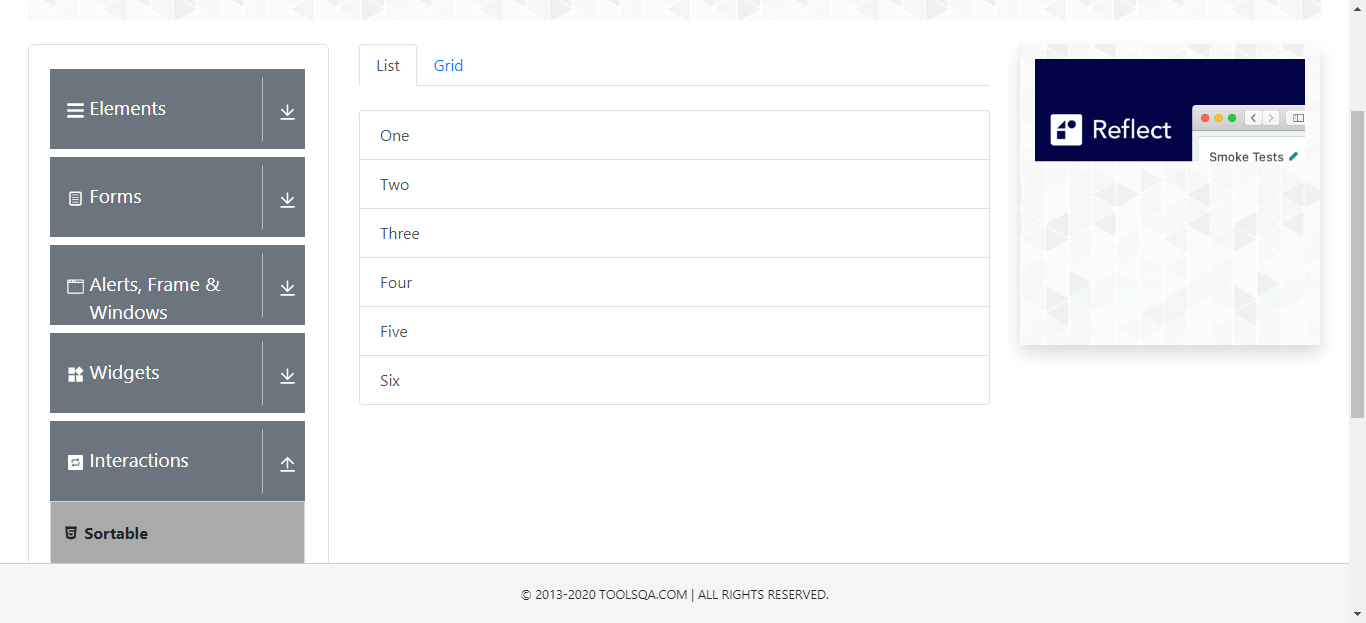 Elements
Forms
Alerts, Frame &
Windows
Widgets
Interactions
Sortable
List
Grid
One
Two
Three
Four
Five
Six
Reflect
Smoke Tests
© 2013-2020 TOOLSQA.COM | ALL RIGHTS RESERVED.